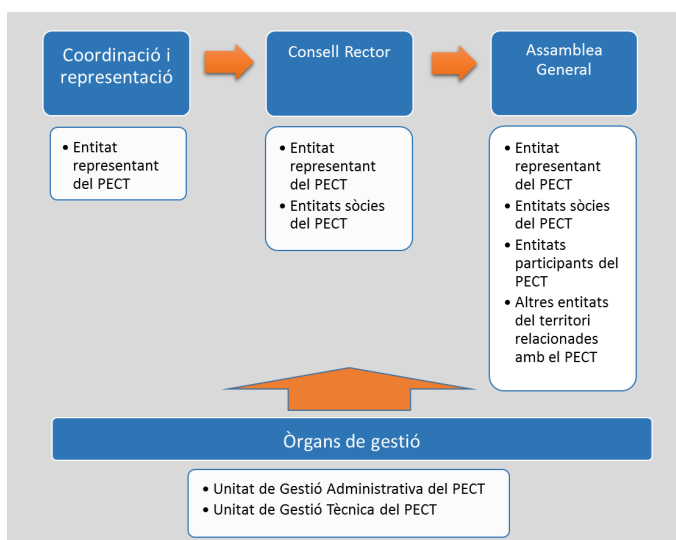 Coordinació i
representació
• Entitat
representant
del PECT
Consell Rector
• Entitat
representant
del PECT
• Entitats sòcies
del PECT
Assamblea
General
• Entitat
representant
del PECT
• Entitats sòcies
del PECT
• Entitats
participants del
PECT
• Altres entitats
del territori
relacionades
amb el PECT
Òrgans de gestió
• Unitat de Gestió Administrativa del PECT
• Unitat de Gestió Tècnica del PECT